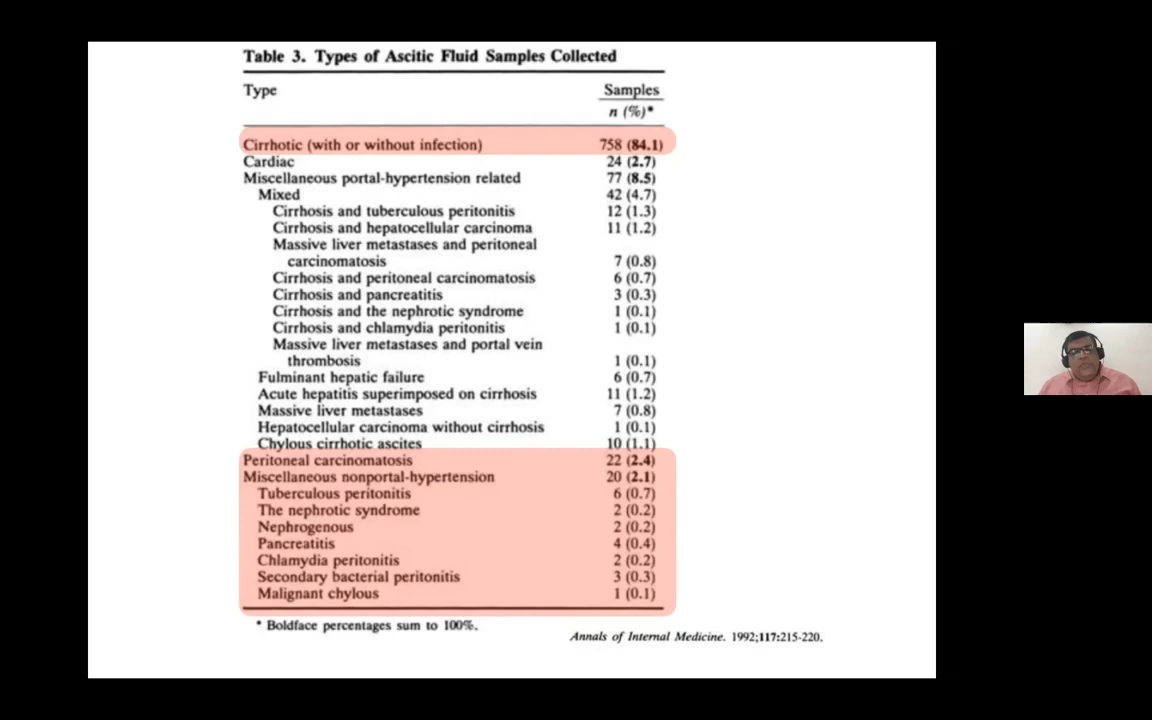 Table 3. Types of Ascitic Fluid Samples Collected
Type Samples
n (%)*
Cirrhotic (with or without infection) 758 (84.1)
Cardiac 24 (2.7)
Miscellaneous portal-hypertension related 77 (8.5)
Mixed 42 (4.7)
Cirrhosis and tuberculous peritonitis 12 (1.3)
Cirrhosis and hepatocellular carcinoma 11 (1.2)
Massive liver metastases and peritoneal
carcinomatosis 7 (0.8)
Cirrhosis and peritoneal carcinomatosis 6 (0.7)
Cirrhosis and pancreatitis 3 (0.3)
Cirrhosis and the nephrotic syndrome 1 (0.1)
Cirrhosis and chlamydia peritonitis 1 (0.1)
Massive liver metastases and portal vein
thrombosis 1 (0.1)
Fulminant hepatic failure 6 (0.7)
Acute hepatitis superimposed on cirrhosis 11 (1.2)
Massive liver metastases 7 (0.8)
Hepatocellular carcinoma without cirrhosis 1 (0.1)
Chylous cirrhotic ascites 10 (1.1)
Peritoneal carcinomatosis 22 (2.4)
Miscellaneous nonportal-hypertension 20 (2.1)
Tuberculous peritonitis 6 (0.7)
The nephrotic syndrome 2 (0.2)
Nephrogenous 2 (0.2)
Pancreatitis 4 (0.4)
Chlamydia peritonitis 2 (0.2)
Secondary bacterial peritonitis 3 (0.3)
Malignant chylous 1 (0.1)
* Boldface percentages sum to 100%.
Annals of Internal Medicine. 1992;117:215-220.